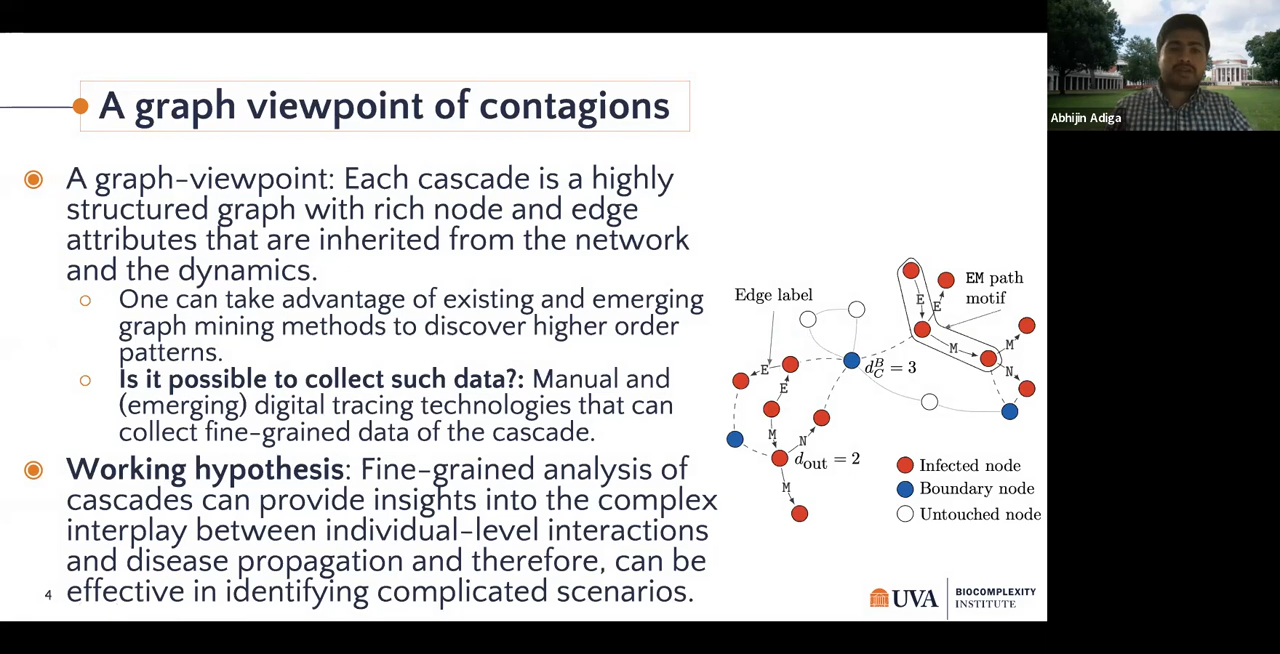 A graph viewpoint of contagions
A graph-viewpoint: Each cascade is a highly
structured graph with rich node and edge
attributes that are inherited from the network
and the dynamics.
One can take advantage of existing and emerging
graph mining methods to discover higher order
patterns.
Is it possible to collect such data?: Manual and
(emerging) digital tracing technologies that can
collect fine-grained data of the cascade.
Working hypothesis: Fine-grained analysis of
cascades can provide insights into the complex
interplay between individual-level interactions
and disease propagation and therefore, can be
effective in identifying complicated scenarios.
4
Edge label
EM path
motif
E
E
M
M
N
E
E
M
N
M
d_C^B = 3
d_out = 2
Infected node
Boundary node
Untouched node
UVA
BIOCOMPLEXITY
INSTITUTE
Abhijin Adiga